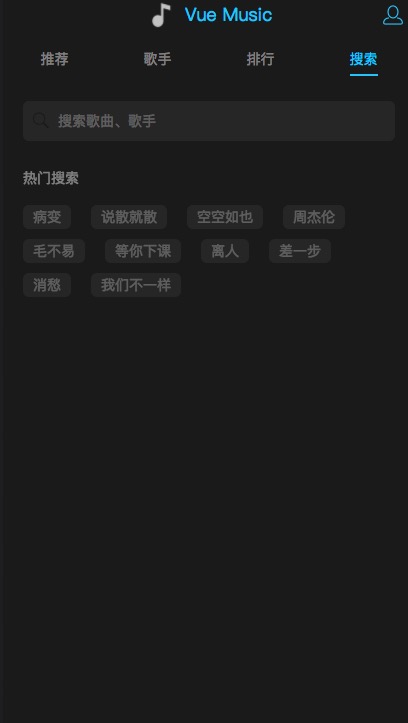 Vue Music
推荐 歌手 排行 搜索
搜索歌曲、歌手
热门搜索
病变 说散就散 空空如也 周杰伦
毛不易 等你下课 离人 差一步
消愁 我们不一样